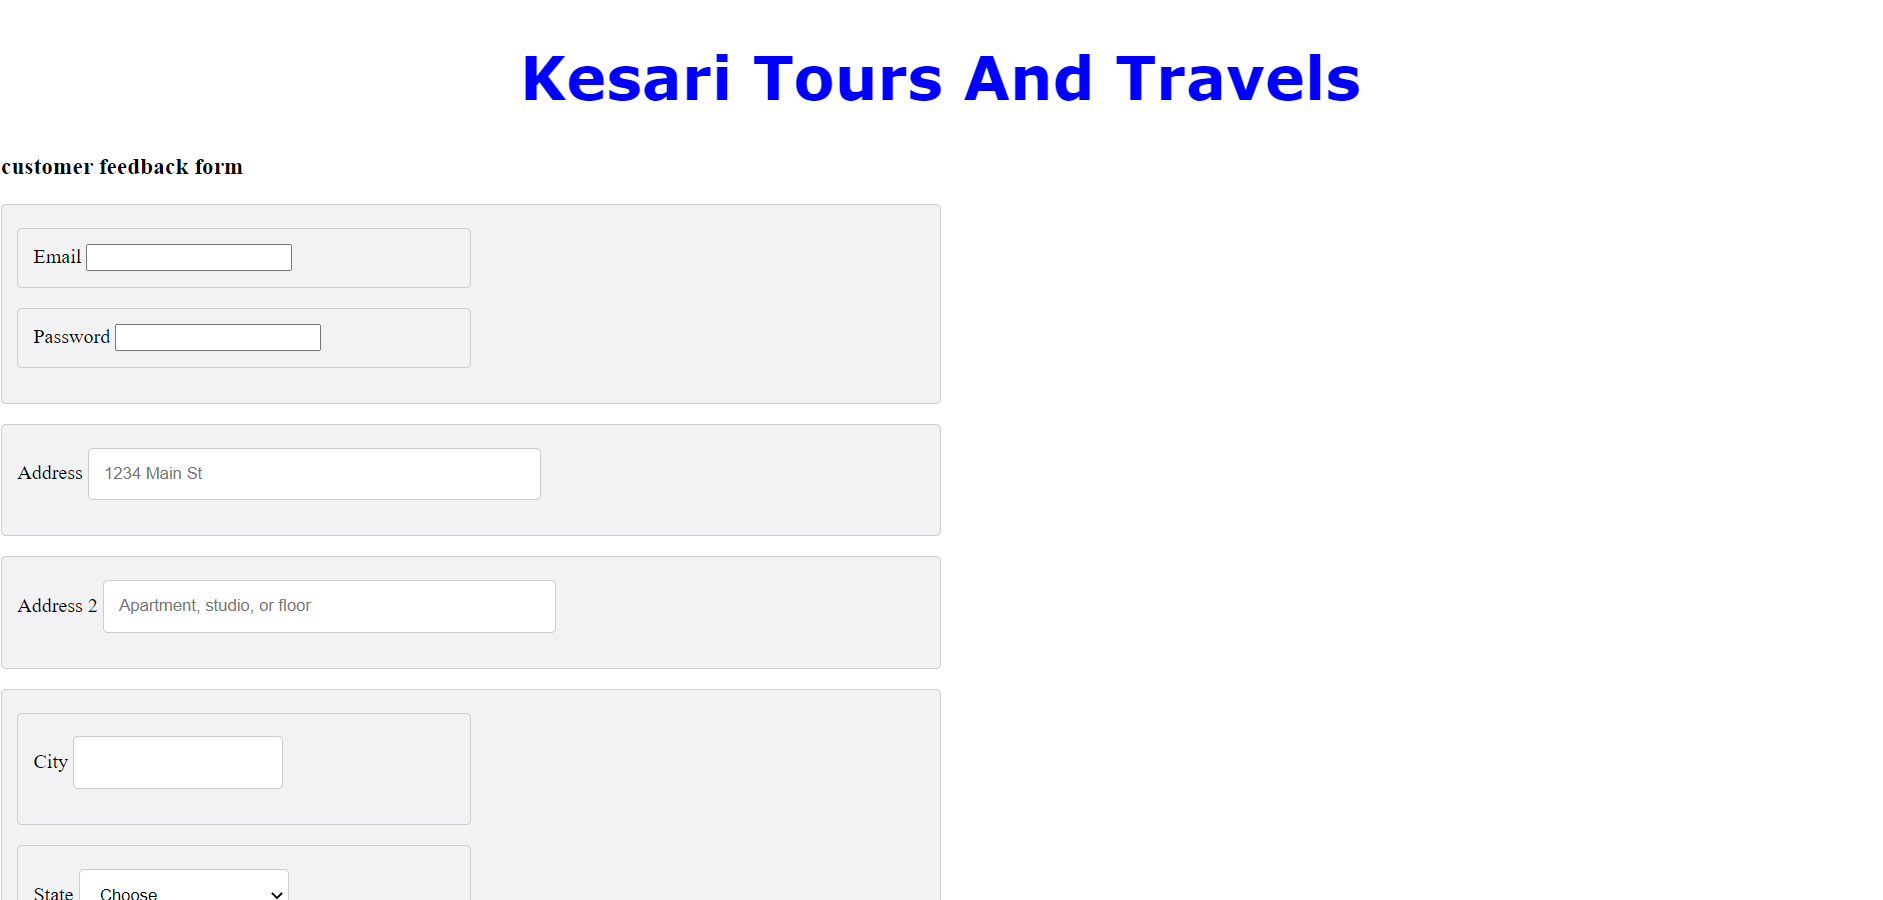 Kesari Tours And Travels
customer feedback form
Email
Password
Address 1234 Main St
Address 2 Apartment, studio, or floor
City
State Choose